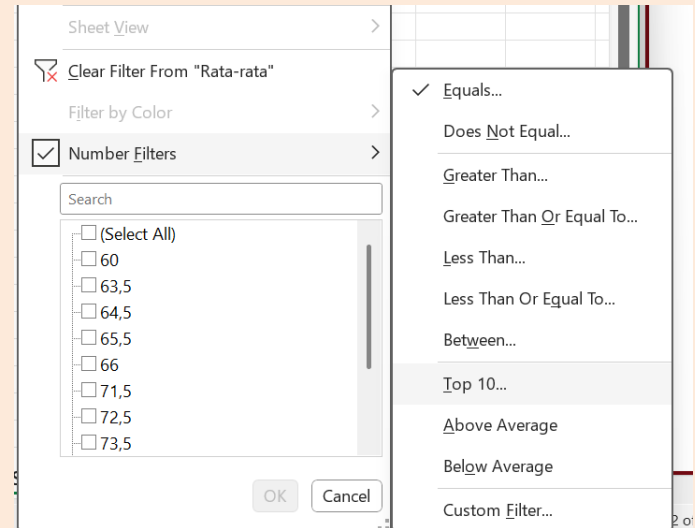 Sheet View
Clear Filter From "Rata-rata"
Filter by Color
Number Filters
Search
(Select All)
60
63,5
64,5
65,5
66
71,5
72,5
73,5
OK
Cancel
Equals...
Does Not Equal...
Greater Than...
Greater Than Or Equal To...
Less Than...
Less Than Or Equal To...
Between...
Top 10...
Above Average
Below Average
Custom Filter...